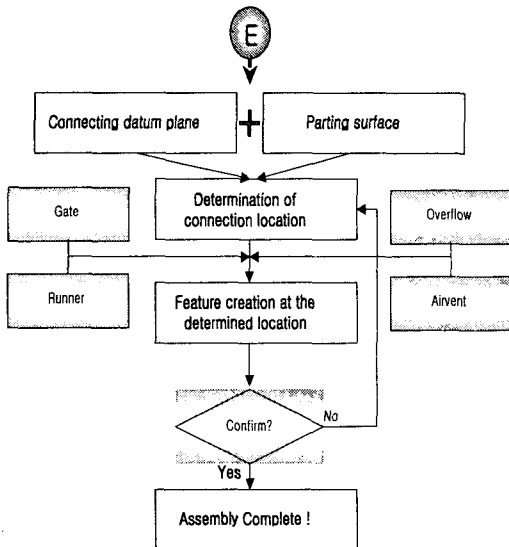 E
Connecting datum plane
+
Parting surface
Determination of
connection location
Gate
Overflow
Runner
Airvent
Feature creation at the
determined location
Confirm?
No
Yes
Assembly Complete !